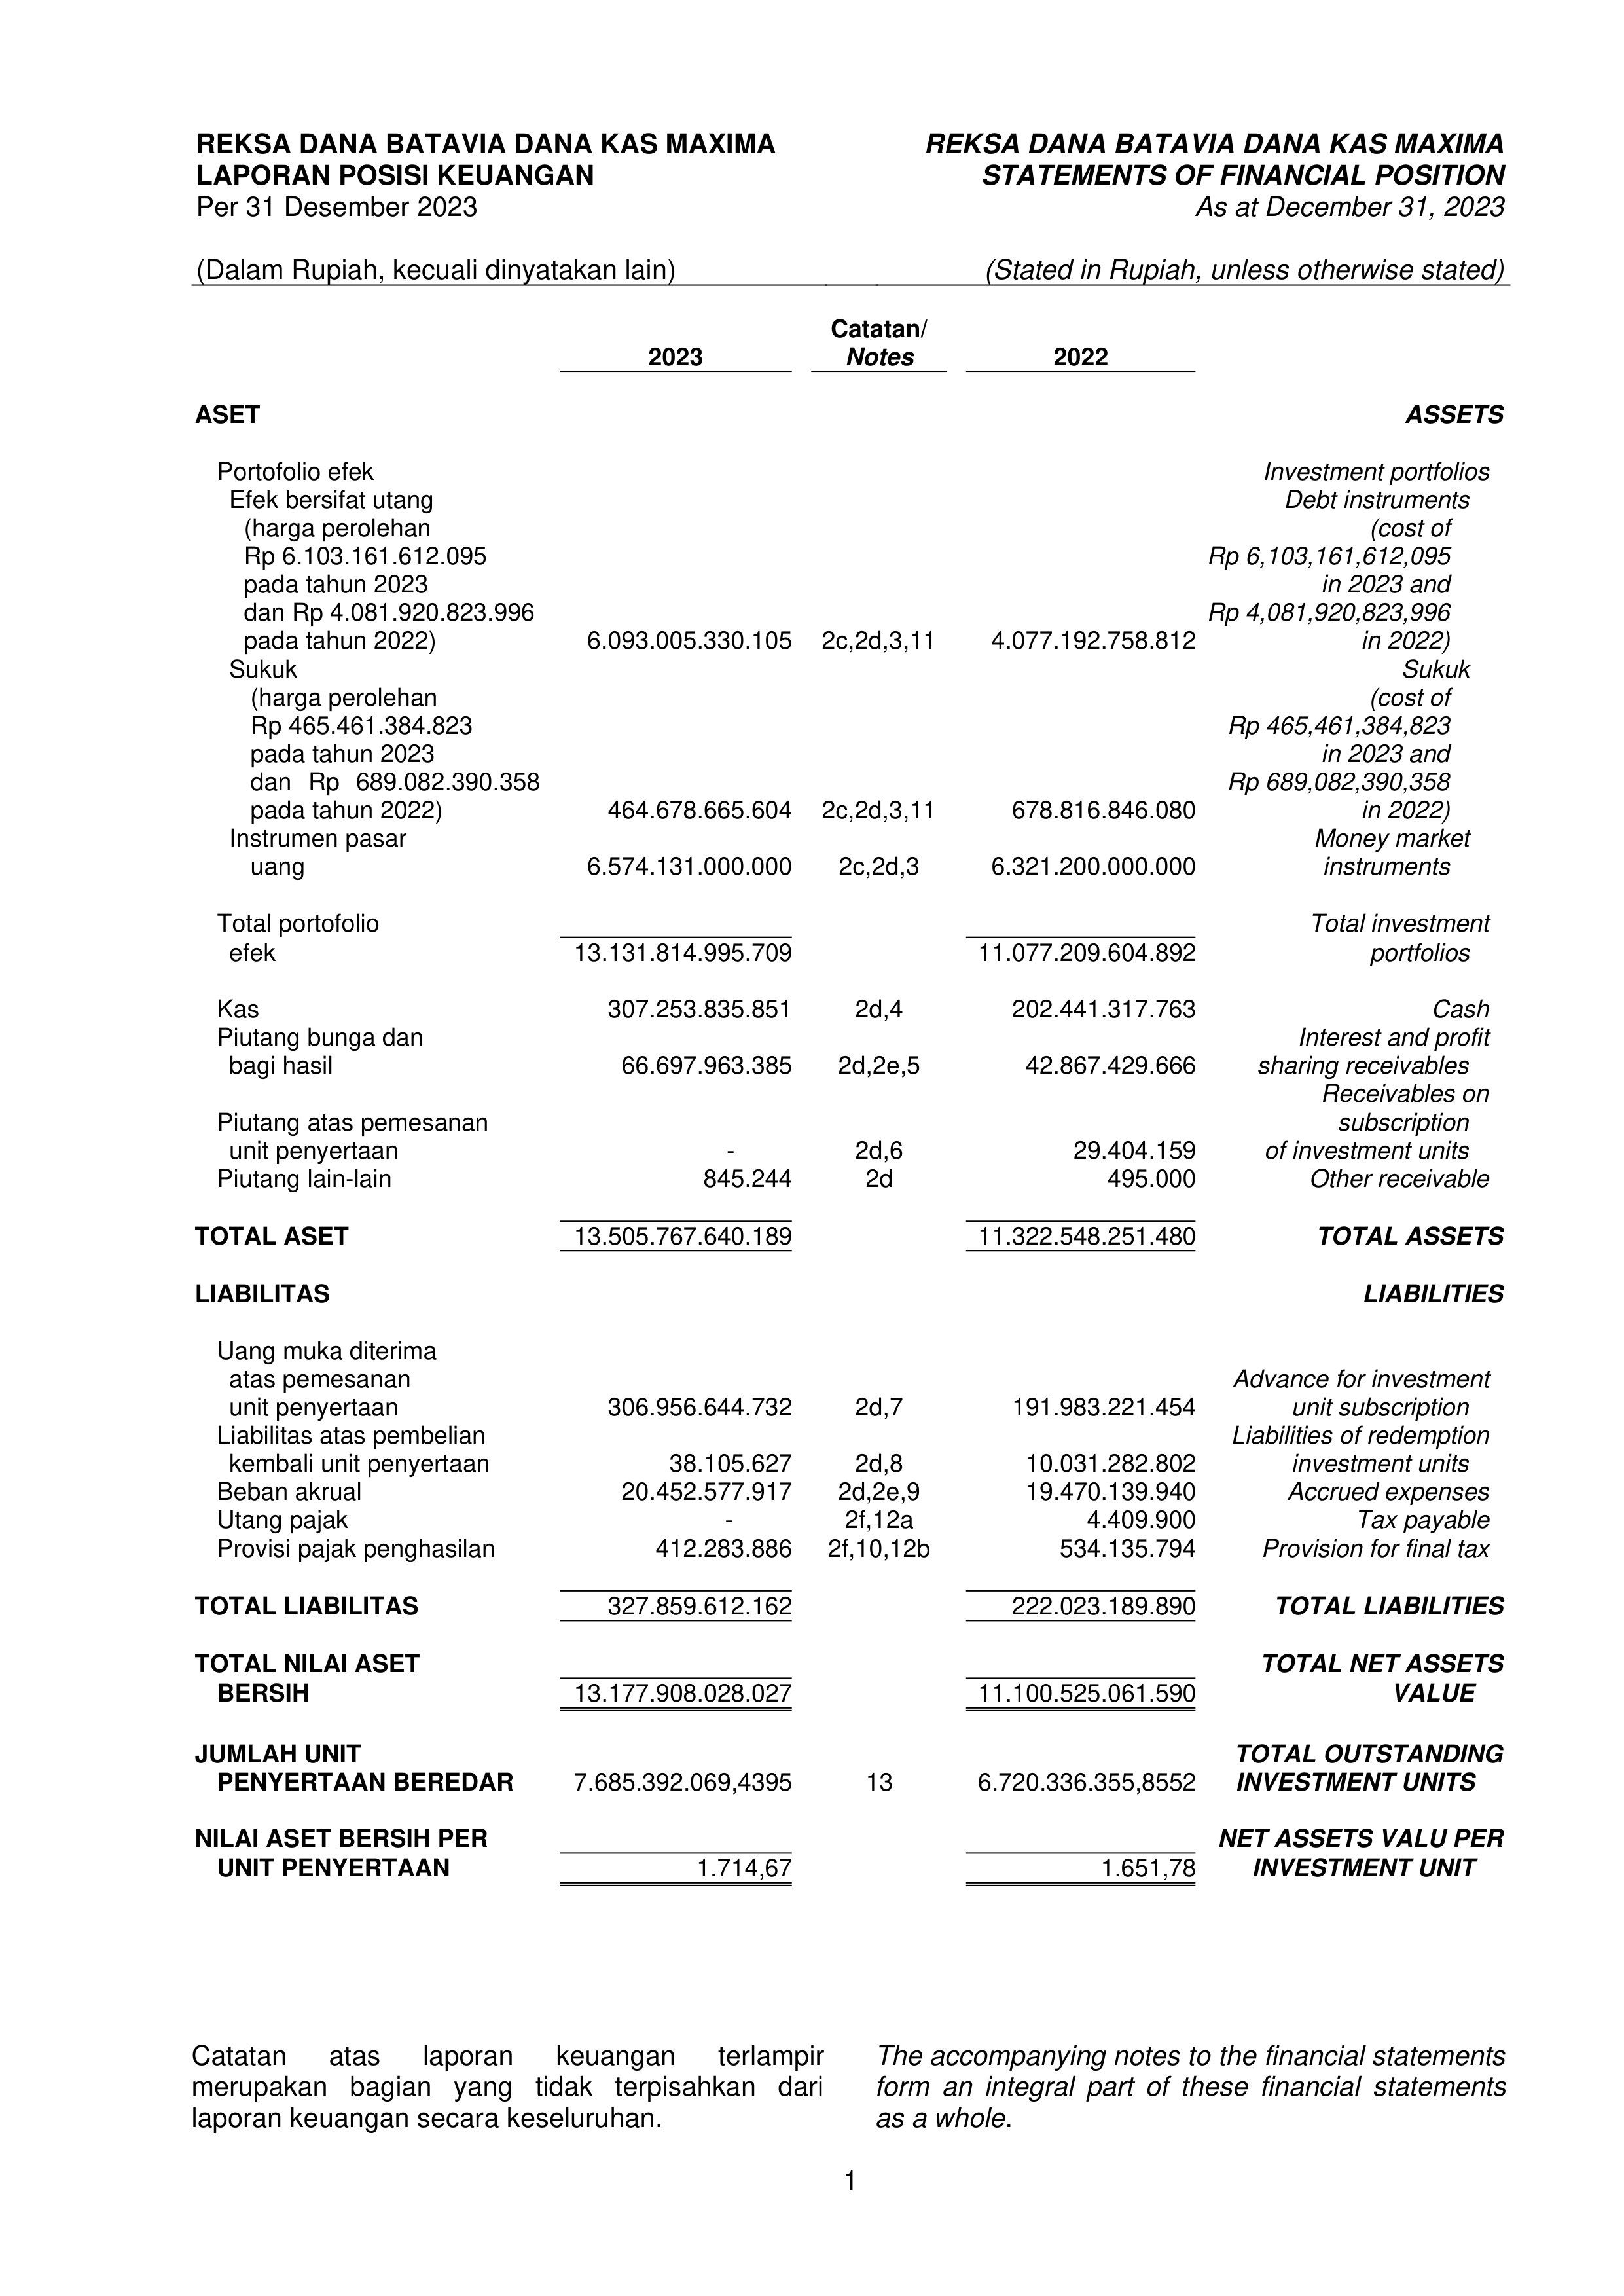 REKSA DANA BATAVIA DANA KAS MAXIMA REKSA DANA BATAVIA DANA KAS MAXIMA
LAPORAN POSISI KEUANGAN STATEMENTS OF FINANCIAL POSITION
Per 31 Desember 2023 As at December 31, 2023
(Dalam Rupiah, kecuali dinyatakan lain) (Stated in Rupiah, unless otherwise stated)
Catatan/
2023 Notes 2022
ASET ASSETS
Portofolio efek Investment portfolios
Efek bersifat utang Debt instruments
(harga perolehan (cost of
Rp 6.103.161.612.095 Rp 6,103,161,612,095
pada tahun 2023 in 2023 and
dan Rp 4.081.920.823.996 Rp 4,081,920,823,996
pada tahun 2022) 6.093.005.330.105 2c,2d,3,11 4.077.192.758.812 in 2022)
Sukuk Sukuk
(harga perolehan (cost of
Rp 465.461.384.823 Rp 465,461,384,823
pada tahun 2023 in 2023 and
dan Rp 689.082.390.358 Rp 689,082,390,358
pada tahun 2022) 464.678.665.604 2c,2d,3,11 678.816.846.080 in 2022)
Instrumen pasar Money market
uang 6.574.131.000.000 2c,2d,3 6.321.200.000.000 instruments
Total portofolio Total investment
efek 13.131.814.995.709 11.077.209.604.892 portfolios
Kas 307.253.835.851 2d,4 202.441.317.763 Cash
Piutang bunga dan Interest and profit
bagi hasil 66.697.963.385 2d,2e,5 42.867.429.666 sharing receivables
Receivables on
Piutang atas pemesanan subscription
unit penyertaan - 2d,6 29.404.159 of investment units
Piutang lain-lain 845.244 2d 495.000 Other receivable
TOTAL ASET 13.505.767.640.189 11.322.548.251.480 TOTAL ASSETS
LIABILITAS LIABILITIES
Uang muka diterima
atas pemesanan Advance for investment
unit penyertaan 306.956.644.732 2d,7 191.983.221.454 unit subscription
Liabilitas atas pembelian Liabilities of redemption
kembali unit penyertaan 38.105.627 2d,8 10.031.282.802 investment units
Beban akrual 20.452.577.917 2d,2e,9 19.470.139.940 Accrued expenses
Utang pajak - 2f,12a 4.409.900 Tax payable
Provisi pajak penghasilan 412.283.886 2f,10,12b 534.135.794 Provision for final tax
TOTAL LIABILITAS 327.859.612.162 222.023.189.890 TOTAL LIABILITIES
TOTAL NILAI ASET TOTAL NET ASSETS
BERSIH 13.177.908.028.027 11.100.525.061.590 VALUE
JUMLAH UNIT TOTAL OUTSTANDING
PENYERTAAN BEREDAR 7.685.392.069,4395 13 6.720.336.355,8552 INVESTMENT UNITS
NILAI ASET BERSIH PER NET ASSETS VALU PER
UNIT PENYERTAAN 1.714,67 1.651,78 INVESTMENT UNIT
Catatan atas laporan keuangan terlampir The accompanying notes to the financial statements
merupakan bagian yang tidak terpisahkan dari form an integral part of these financial statements
laporan keuangan secara keseluruhan. as a whole.
1